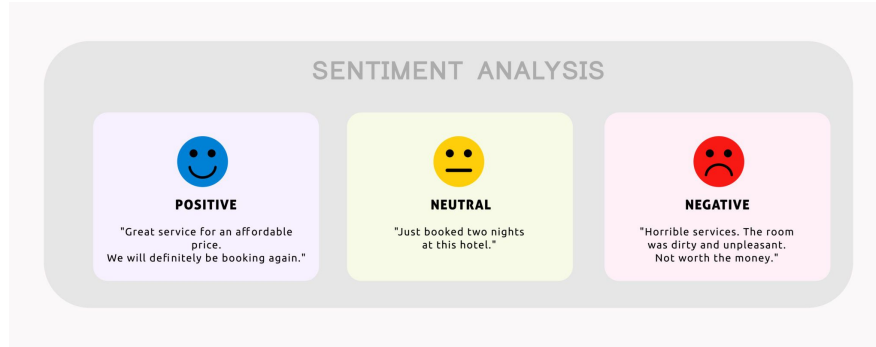 SENTIMENT ANALYSIS
POSITIVE
"Great service for an affordable
price.
We will definitely be booking again."
NEUTRAL
"Just booked two nights
at this hotel."
NEGATIVE
"Horrible services. The room
was dirty and unpleasant.
Not worth the money."